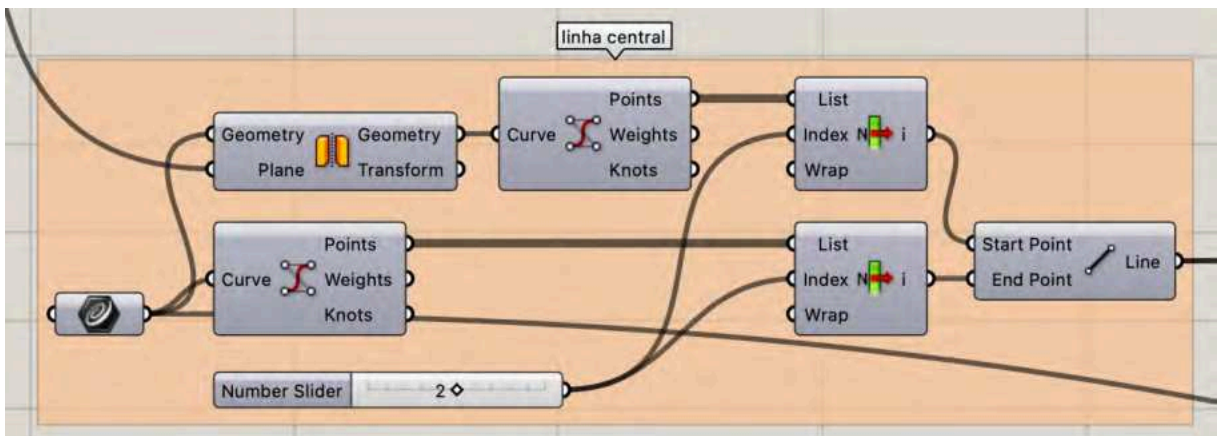 linha central
Geometry
Plane
Geometry
Transform
Curve
Points
Weights
Knots
List
Index
Wrap
N
i
Curve
Points
Weights
Knots
List
Index
Wrap
N
i
Start Point
End Point
Line
Number Slider
2